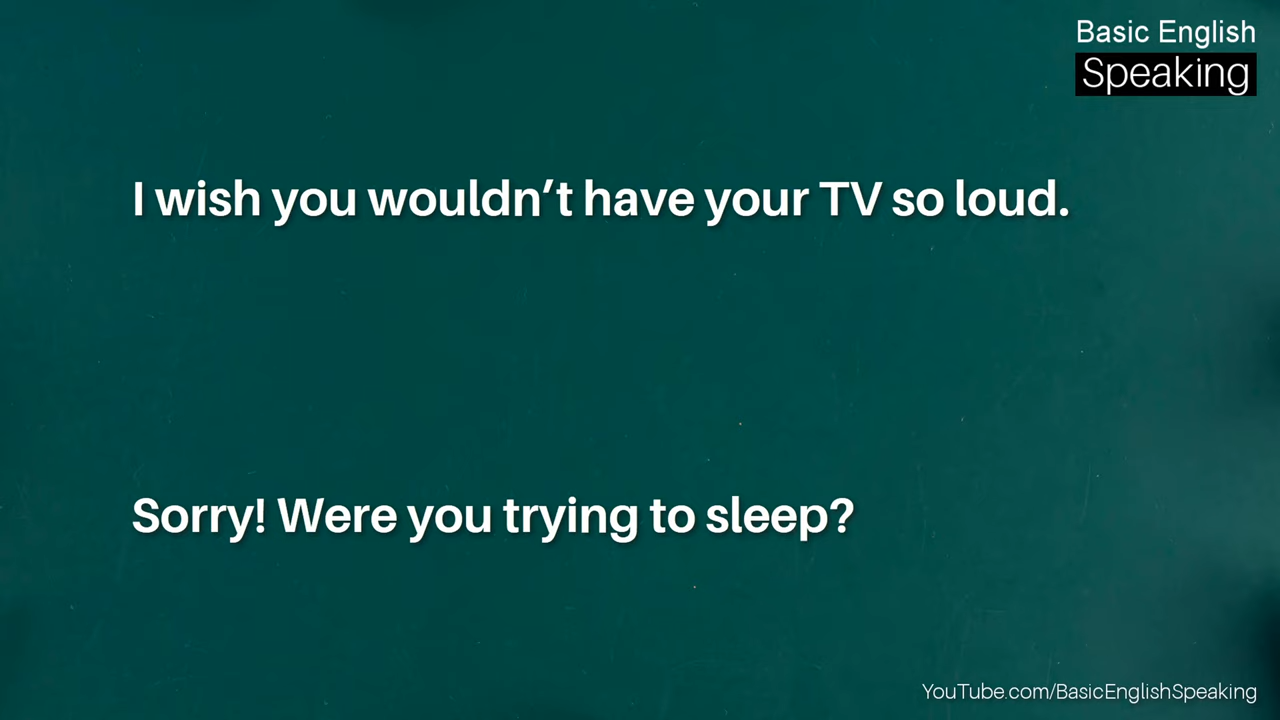 Basic English
Speaking
I wish you wouldn’t have your TV so loud.
Sorry! Were you trying to sleep?
YouTube.com/BasicEnglishSpeaking